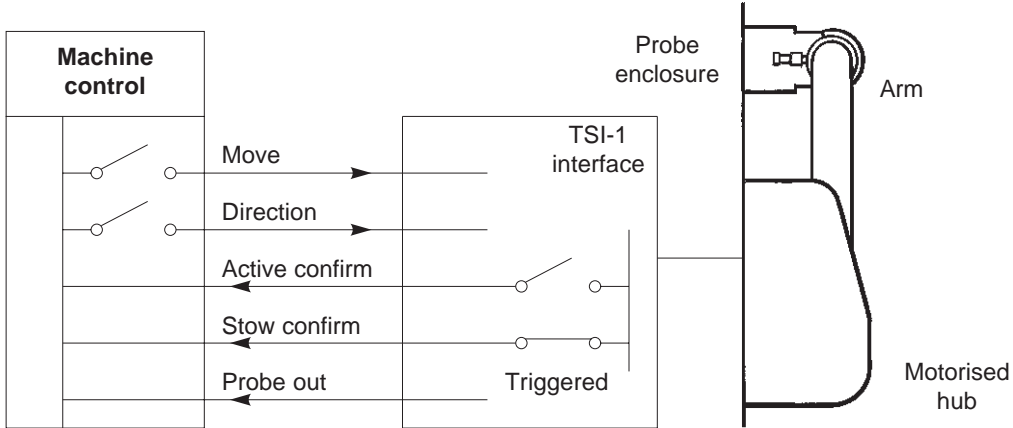 Machine
control
Move
Direction
Active confirm
Stow confirm
Probe out
TSI-1
interface
Triggered
Probe
enclosure
Arm
Motorised
hub